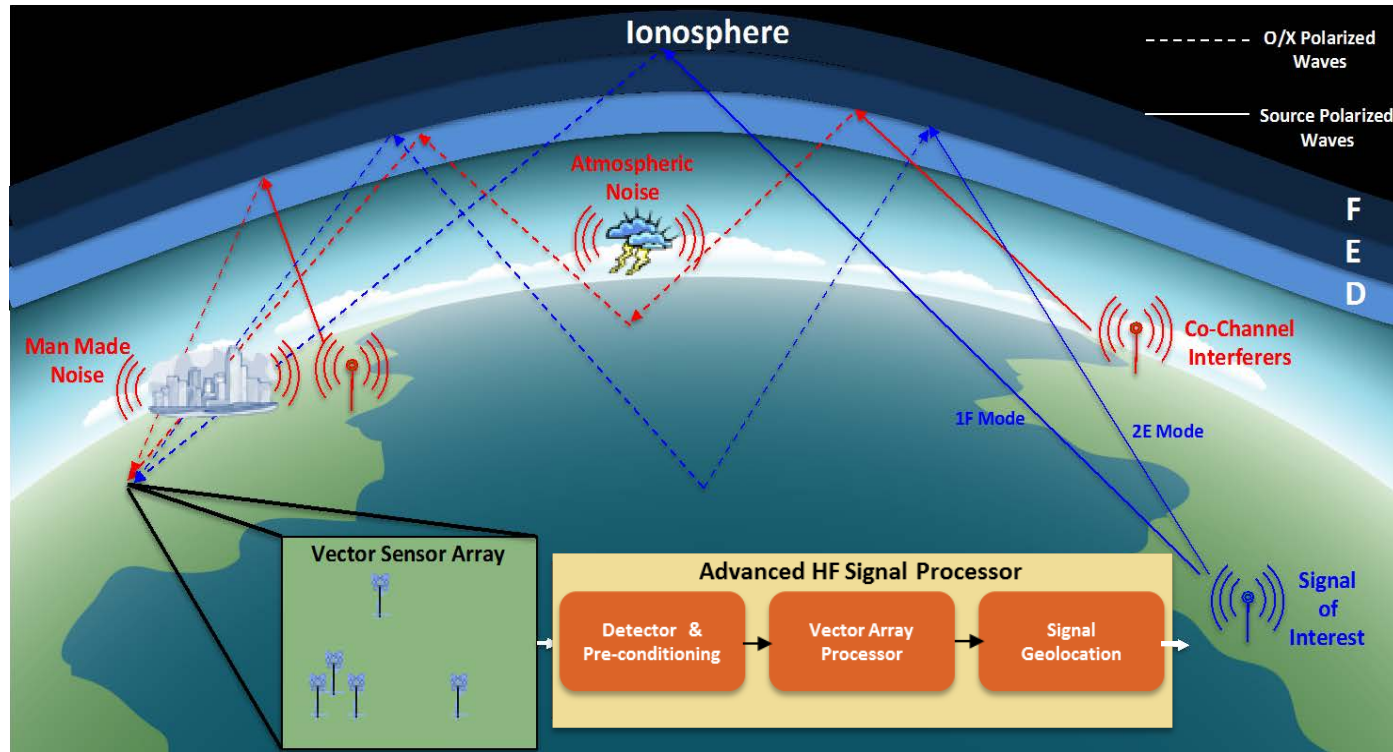 Ionosphere
O/X Polarized
Waves
Source Polarized
Waves
F
E
D
Atmospheric
Noise
Man Made
Noise
Co-Channel
Interferers
1F Mode
2E Mode
Signal
of
Interest
Vector Sensor Array
Advanced HF Signal Processor
Detector &
Pre-conditioning
Vector Array
Processor
Signal
Geolocation